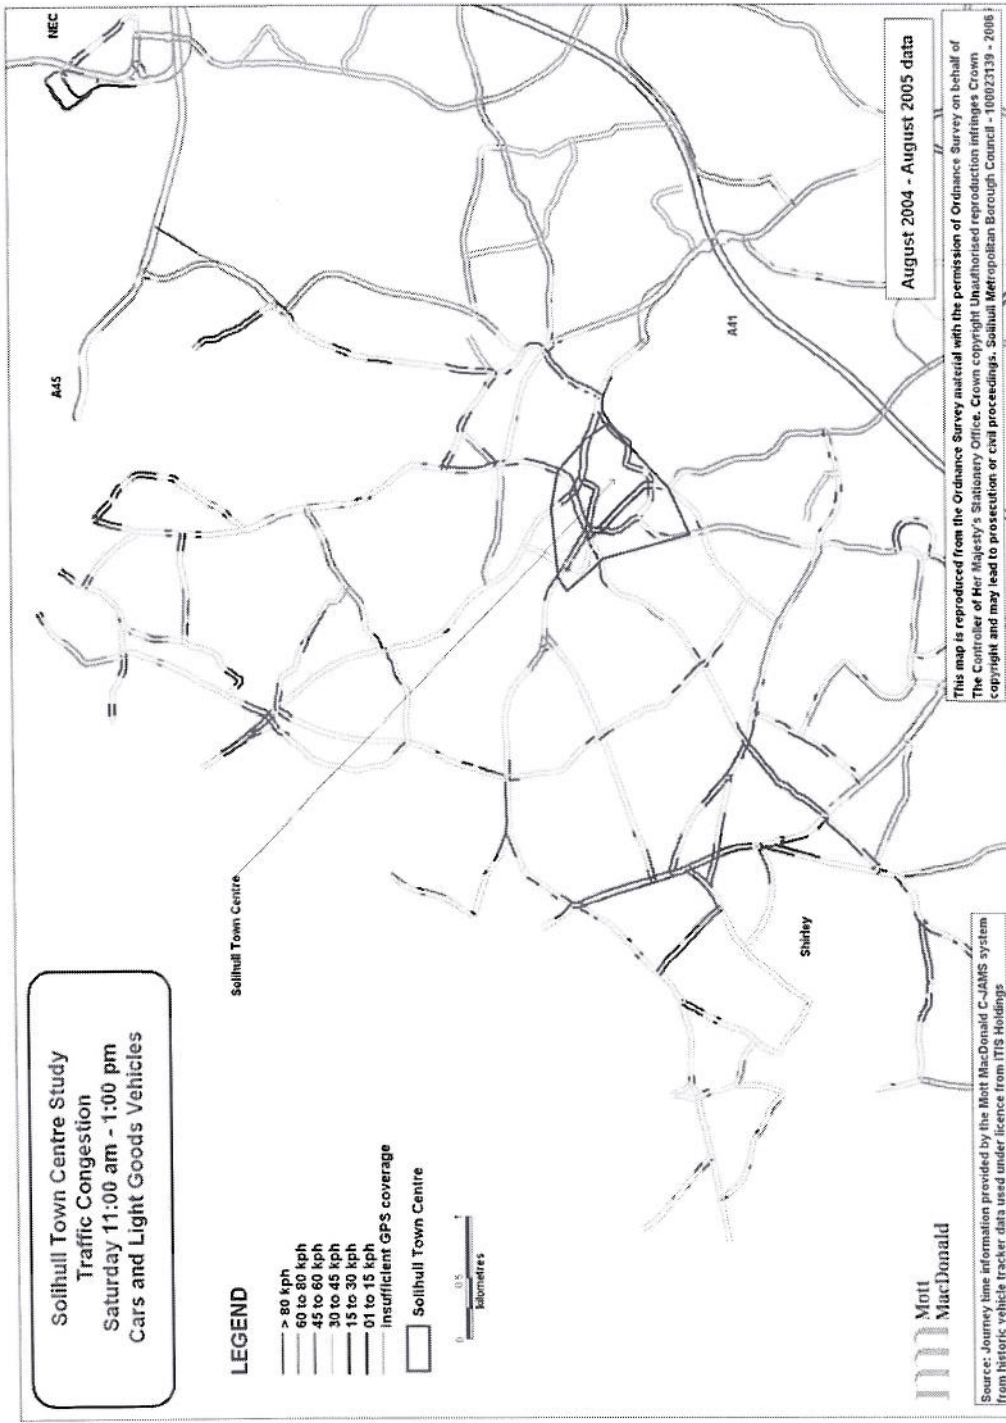 Solihull Town Centre Study
Traffic Congestion
Saturday 11:00 am - 1:00 pm
Cars and Light Goods Vehicles
LEGEND
> 80 kph
60 to 80 kph
45 to 60 kph
30 to 45 kph
15 to 30 kph
01 to 15 kph
insufficient GPS coverage
Solihull Town Centre
0 0.5 1
kilometres
Mott
MacDonald
Source: Journey time information provided by the Mott MacDonald C-JAMS system
from historic vehicle tracker data used under licence from ITIS Holdings
Solihull Town Centre
Shirley
A45
NEC
A41
August 2004 - August 2005 data
This map is reproduced from the Ordnance Survey material with the permission of Ordnance Survey on behalf of
The Controller of Her Majesty's Stationery Office. Crown copyright Unauthorised reproduction infringes Crown
copyright and may lead to prosecution or civil proceedings. Solihull Metropolitan Borough Council - 100023139 - 2006